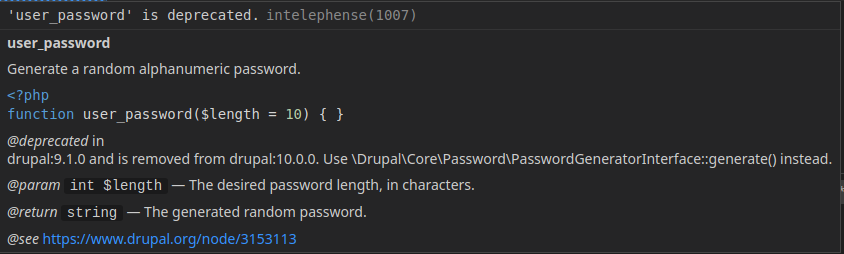 'user_password' is deprecated. intelephense(1007)
user_password
Generate a random alphanumeric password.
<?php
function user_password($length = 10) { }
@deprecated in
drupal:9.1.0 and is removed from drupal:10.0.0. Use \Drupal\Core\Password\PasswordGeneratorInterface::generate() instead.
@param int $length — The desired password length, in characters.
@return string — The generated random password.
@see https://www.drupal.org/node/3153113